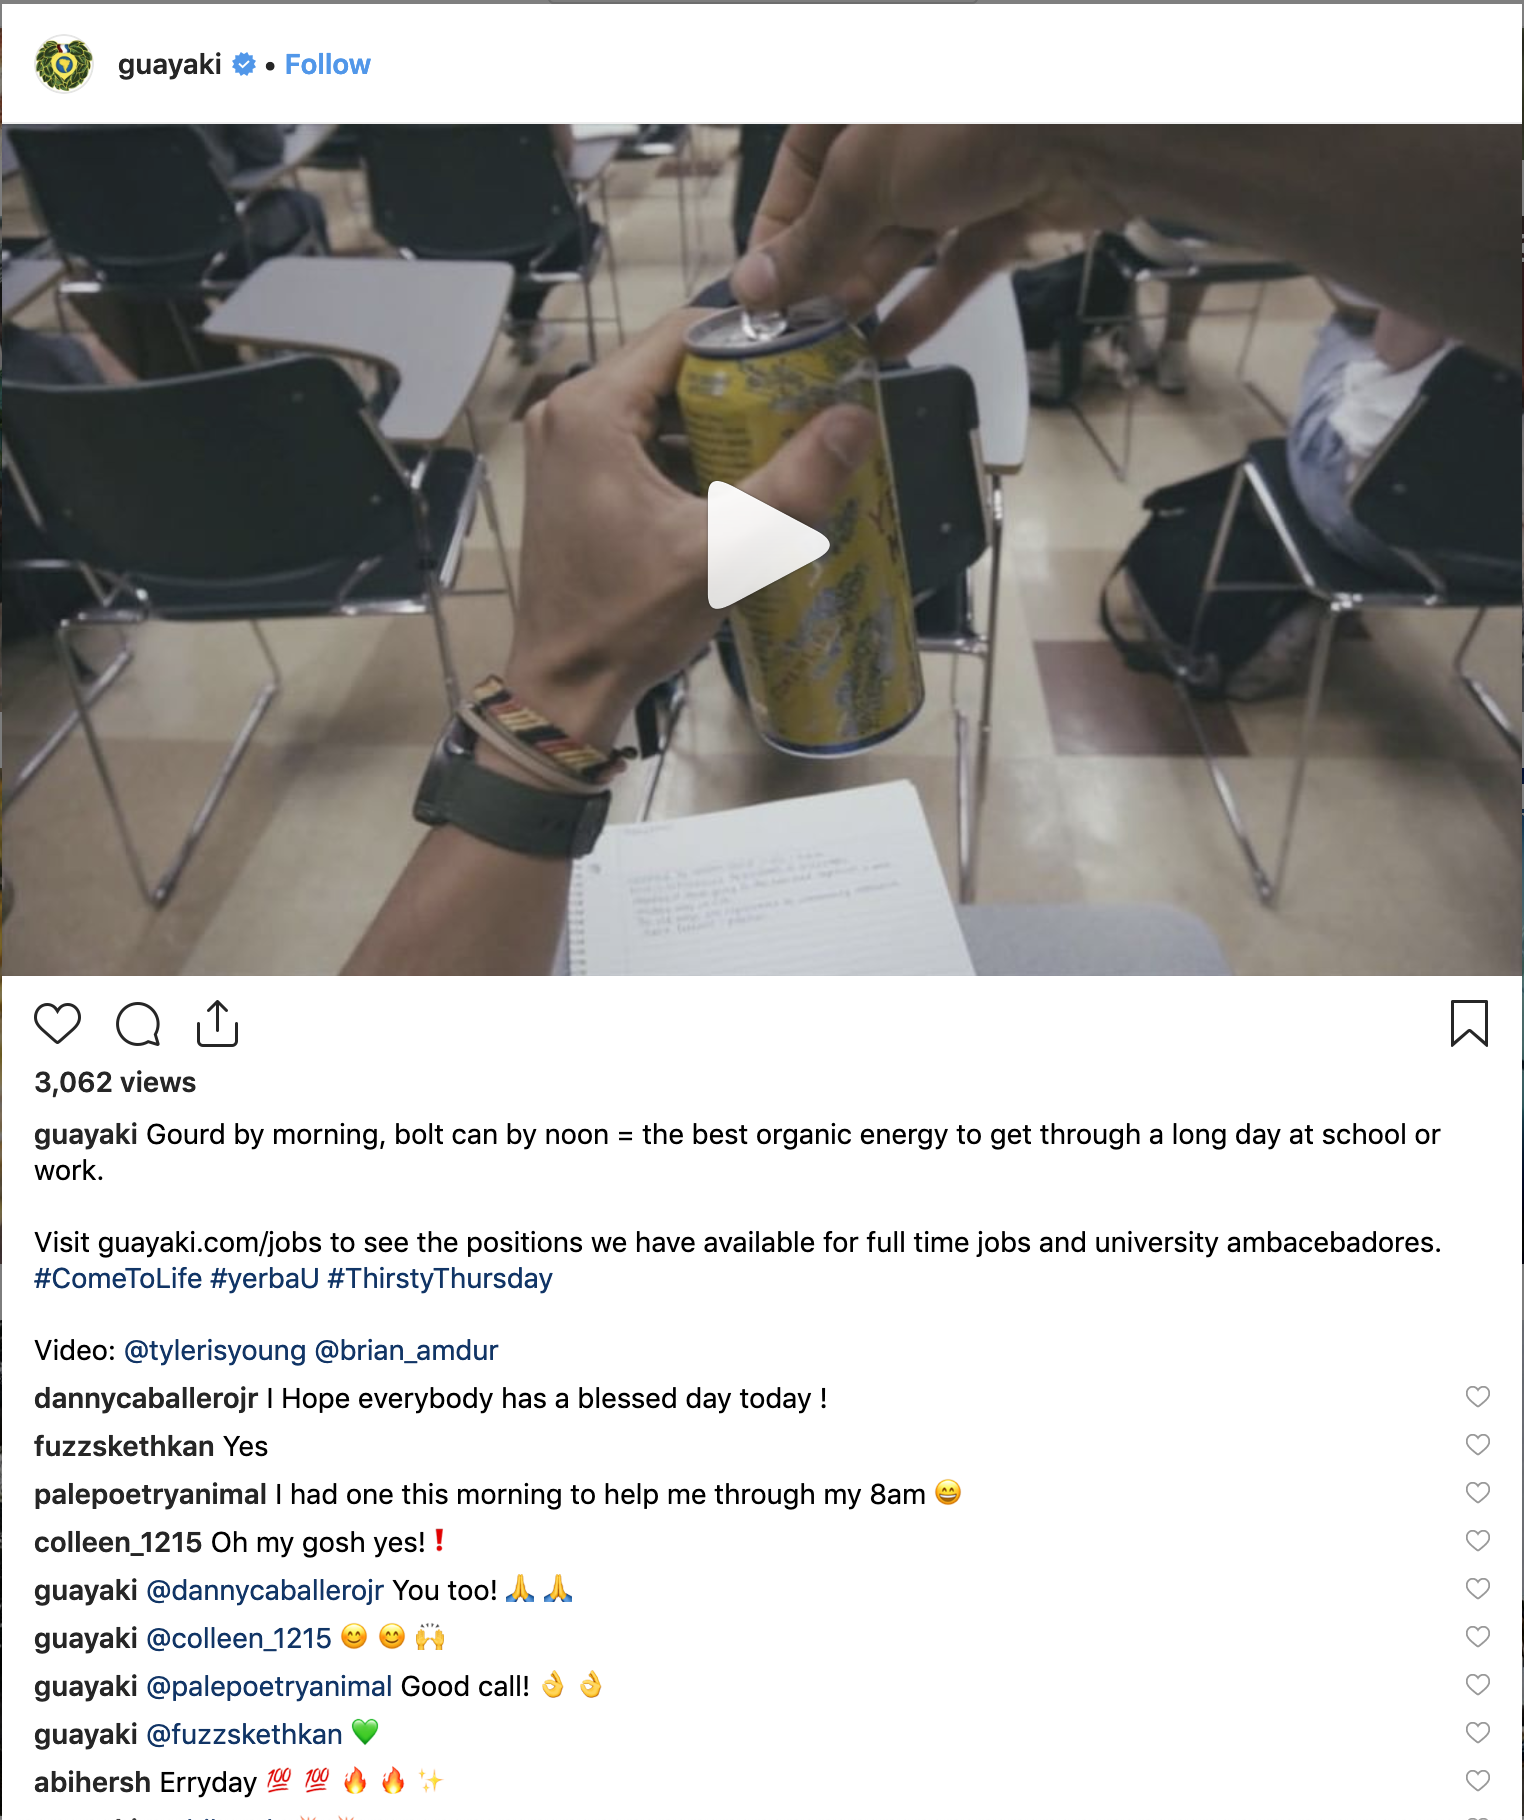 guayaki • Follow
3,062 views
guayaki Gourd by morning, bolt can by noon = the best organic energy to get through a long day at school or
work.
Visit guayaki.com/jobs to see the positions we have available for full time jobs and university ambacebadores.
#ComeToLife #yerbaU #ThirstyThursday
Video: @tylerisyoung @brian_amdur
dannycaballerojr I Hope everybody has a blessed day today !
fuzzskethkan Yes
palepoetryanimal I had one this morning to help me through my 8am 😄
colleen_1215 Oh my gosh yes! ❗
guayaki @dannycaballerojr You too! 🙏 🙏
guayaki @colleen_1215 😊 😊 🙌
guayaki @palepoetryanimal Good call! 👌 👌
guayaki @fuzzskethkan 💚
abihersh Erryday 💯 💯 🔥 🔥 ✨